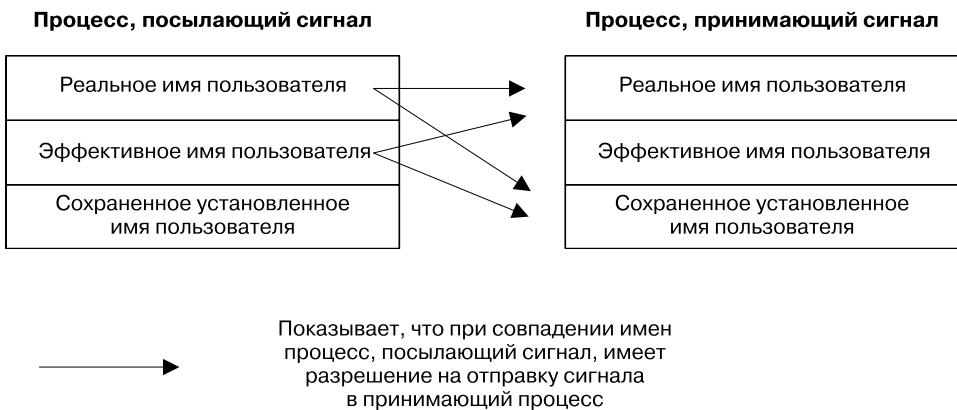 Процесс, посылающий сигнал
Процесс, принимающий сигнал
Реальное имя пользователя
Эффективное имя пользователя
Сохраненное установленное
имя пользователя
Реальное имя пользователя
Эффективное имя пользователя
Сохраненное установленное
имя пользователя
Показывает, что при совпадении имен
процесс, посылающий сигнал, имеет
разрешение на отправку сигнала
в принимающий процесс